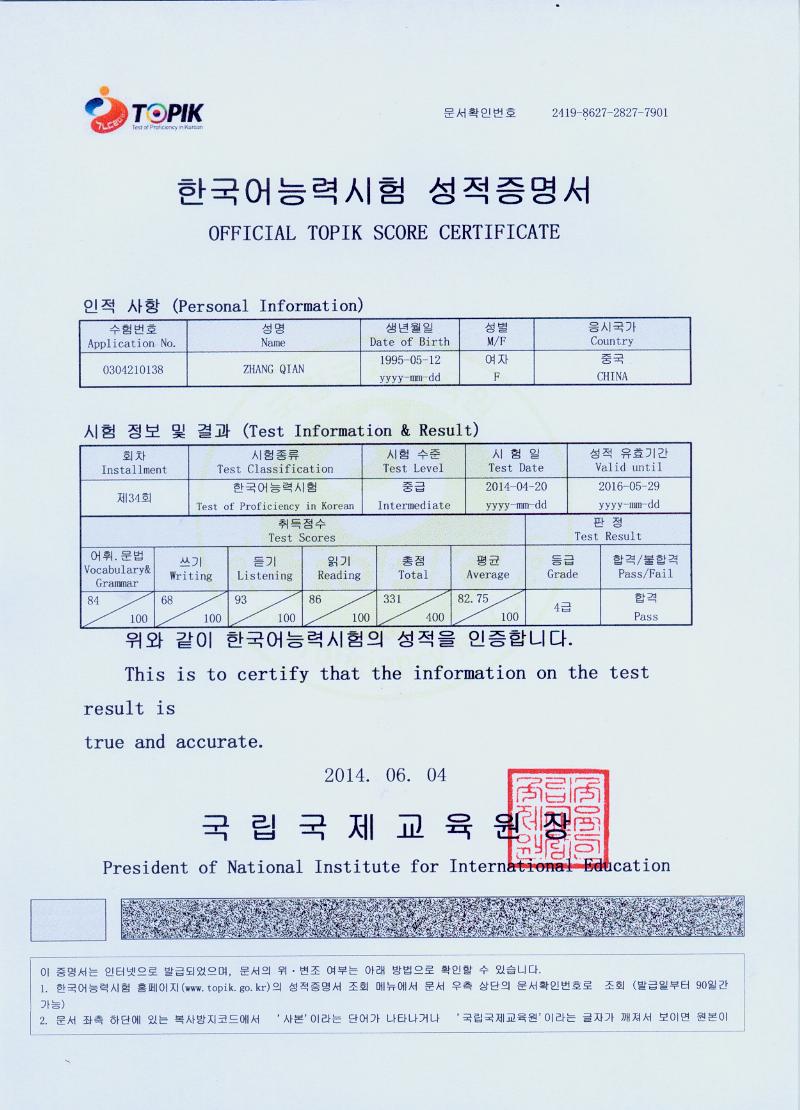 TOPIK
Test of Proficiency in Korean
문서확인번호 2419-8627-2827-7901
한국어능력시험 성적증명서
OFFICIAL TOPIK SCORE CERTIFICATE
인적 사항 (Personal Information)
수험번호 성명 생년월일 성별 응시국가
Application No. Name Date of Birth M/F Country
0304210138 ZHANG QIAN 1995-05-12 여자 중국
yyyy-mm-dd F CHINA
시험 정보 및 결과 (Test Information & Result)
회차 시험종류 시험 수준 시 험 일 성적 유효기간
Installment Test Classification Test Level Test Date Valid until
제34회 한국어능력시험 중급 2014-04-20 2016-05-29
Test of Proficiency in Korean Intermediate yyyy-mm-dd yyyy-mm-dd
취득점수 판 정
Test Scores Test Result
어휘.문법 쓰기 듣기 읽기 총점 평균 등급 합격/불합격
Vocabulary& Grammar Writing Listening Reading Total Average Grade Pass/Fail
84 68 93 86 331 82.75 4급 합격
100 100 100 100 400 100 Pass
위와 같이 한국어능력시험의 성적을 인증합니다.
This is to certify that the information on the test
result is
true and accurate.
2014. 06. 04
국립국제교육원장
President of National Institute for International Education
이 증명서는 인터넷으로 발급되었으며, 문서의 위·변조 여부는 아래 방법으로 확인할 수 있습니다.
1. 한국어능력시험 홈페이지(www.topik.go.kr)의 성적증명서 조회 메뉴에서 문서 우측 상단의 문서확인번호로 조회 (발급일부터 90일간
가능)
2. 문서 좌측 하단에 있는 복사방지코드에서 '사본'이라는 단어가 나타나거나 '국립국제교육원'이라는 글자가 깨져서 보이면 원본이